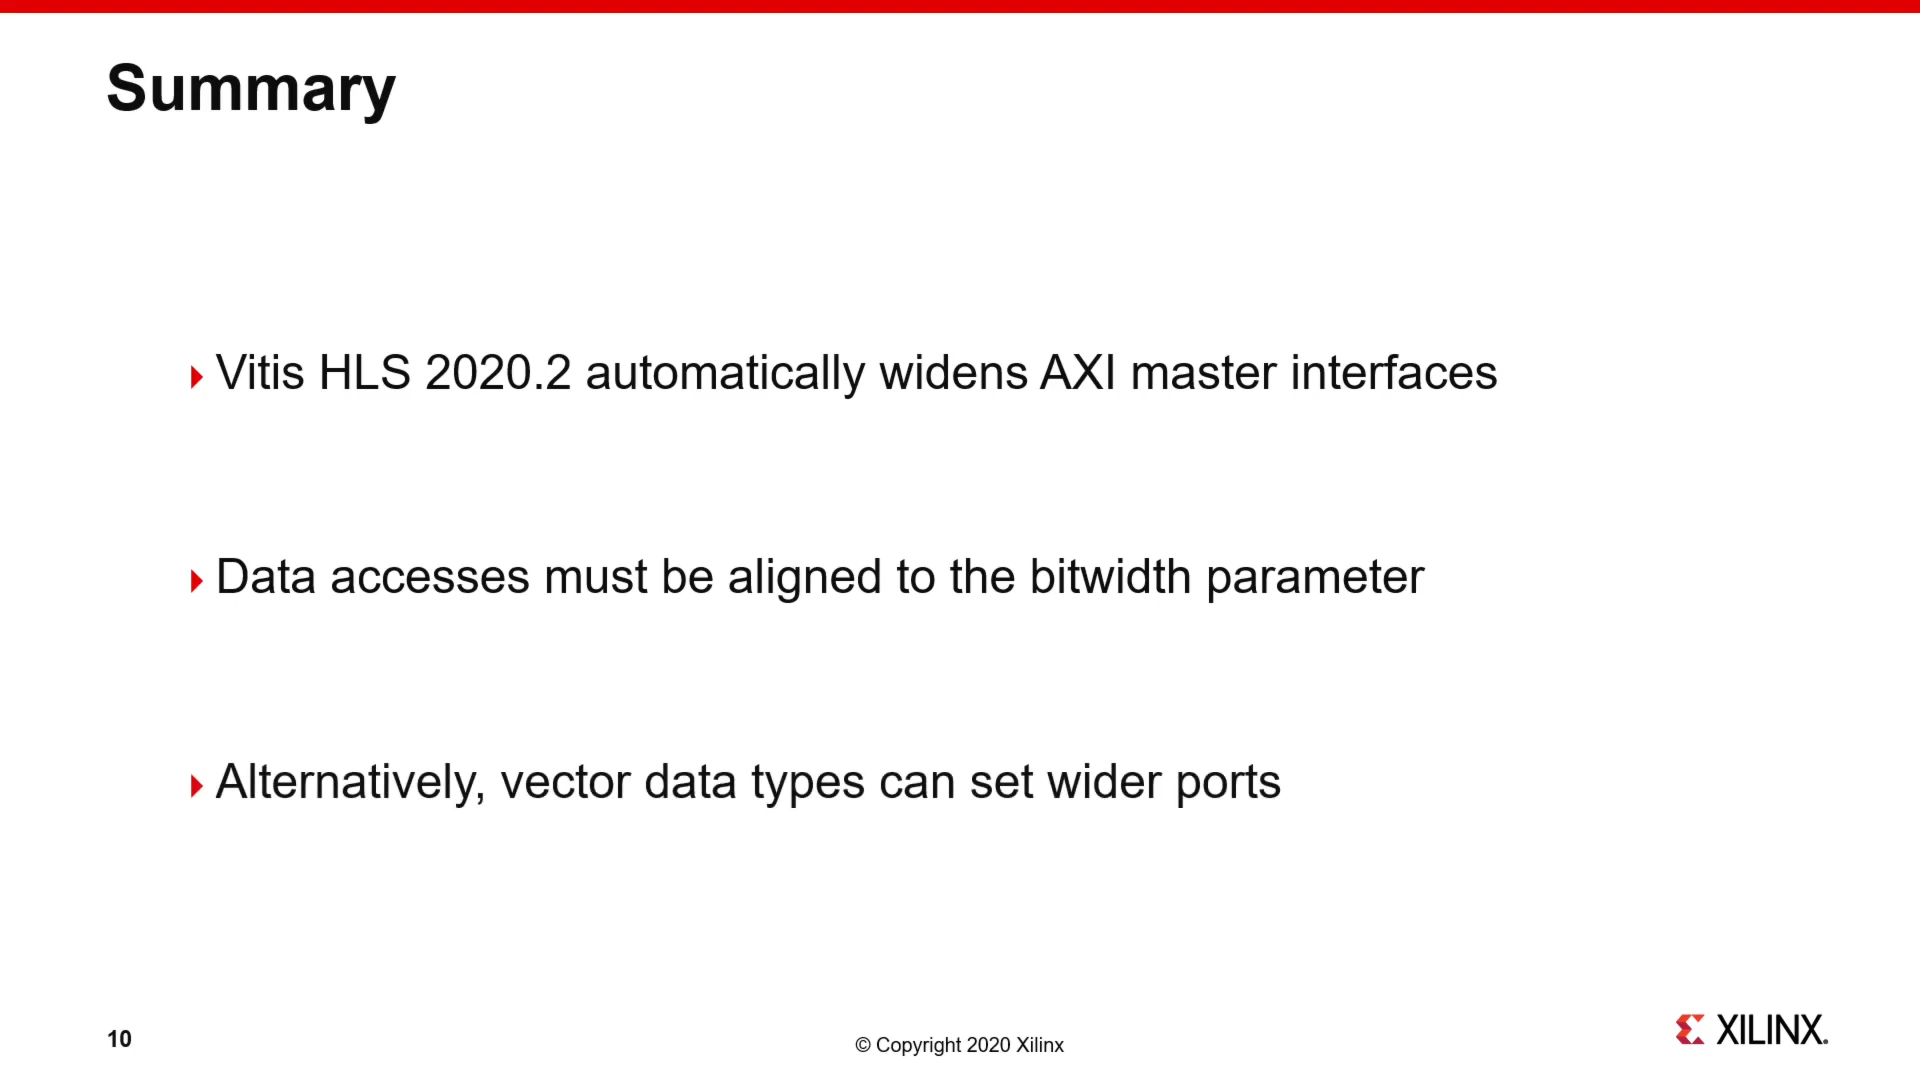 Summary
Vitis HLS 2020.2 automatically widens AXI master interfaces
Data accesses must be aligned to the bitwidth parameter
Alternatively, vector data types can set wider ports
10
© Copyright 2020 Xilinx
XILINX.